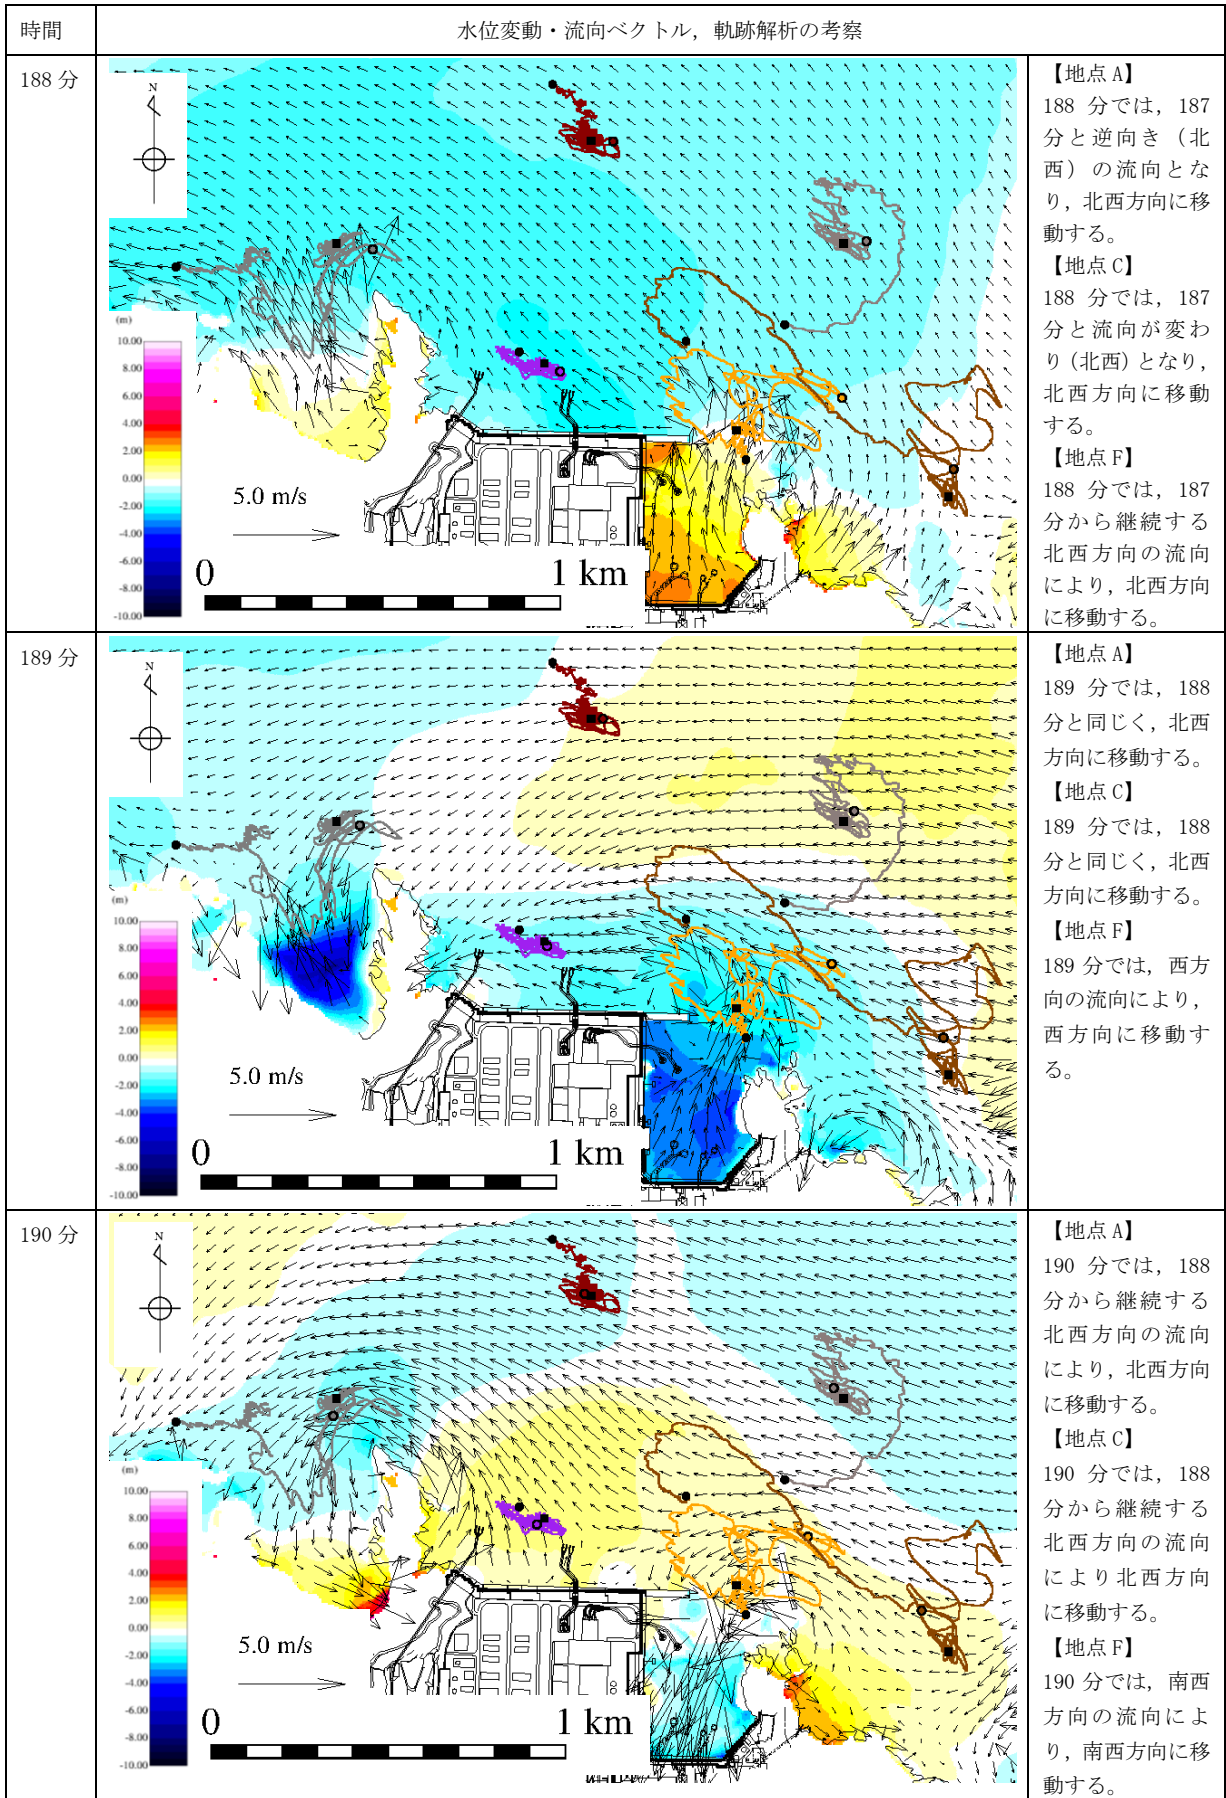 時間
水位変動・流向ベクトル，軌跡解析の考察
188 分
N
(m)
10.00
8.00
6.00
4.00
2.00
0.00
-2.00
-4.00
-6.00
-8.00
-10.00
5.0 m/s
0
1 km
【地点 A】
188 分では，187
分と逆向き（北
西）の流向とな
り，北西方向に移
動する。
【地点 C】
188 分では，187
分と流向が変わ
り（北西）となり，
北西方向に移動
する。
【地点 F】
188 分では，187
分から継続する
北西方向の流向
により，北西方向
に移動する。
189 分
N
(m)
10.00
8.00
6.00
4.00
2.00
0.00
-2.00
-4.00
-6.00
-8.00
-10.00
5.0 m/s
0
1 km
【地点 A】
189 分では，188
分と同じく，北西
方向に移動する。
【地点 C】
189 分では，188
分と同じく，北西
方向に移動する。
【地点 F】
189 分では，西方
向の流向により，
西方向に移動す
る。
190 分
N
(m)
10.00
8.00
6.00
4.00
2.00
0.00
-2.00
-4.00
-6.00
-8.00
-10.00
5.0 m/s
0
1 km
【地点 A】
190 分では，188
分から継続する
北西方向の流向
により，北西方向
に移動する。
【地点 C】
190 分では，188
分から継続する
北西方向の流向
により北西方向
に移動する。
【地点 F】
190 分では，南西
方向の流向によ
り，南西方向に移
動する。